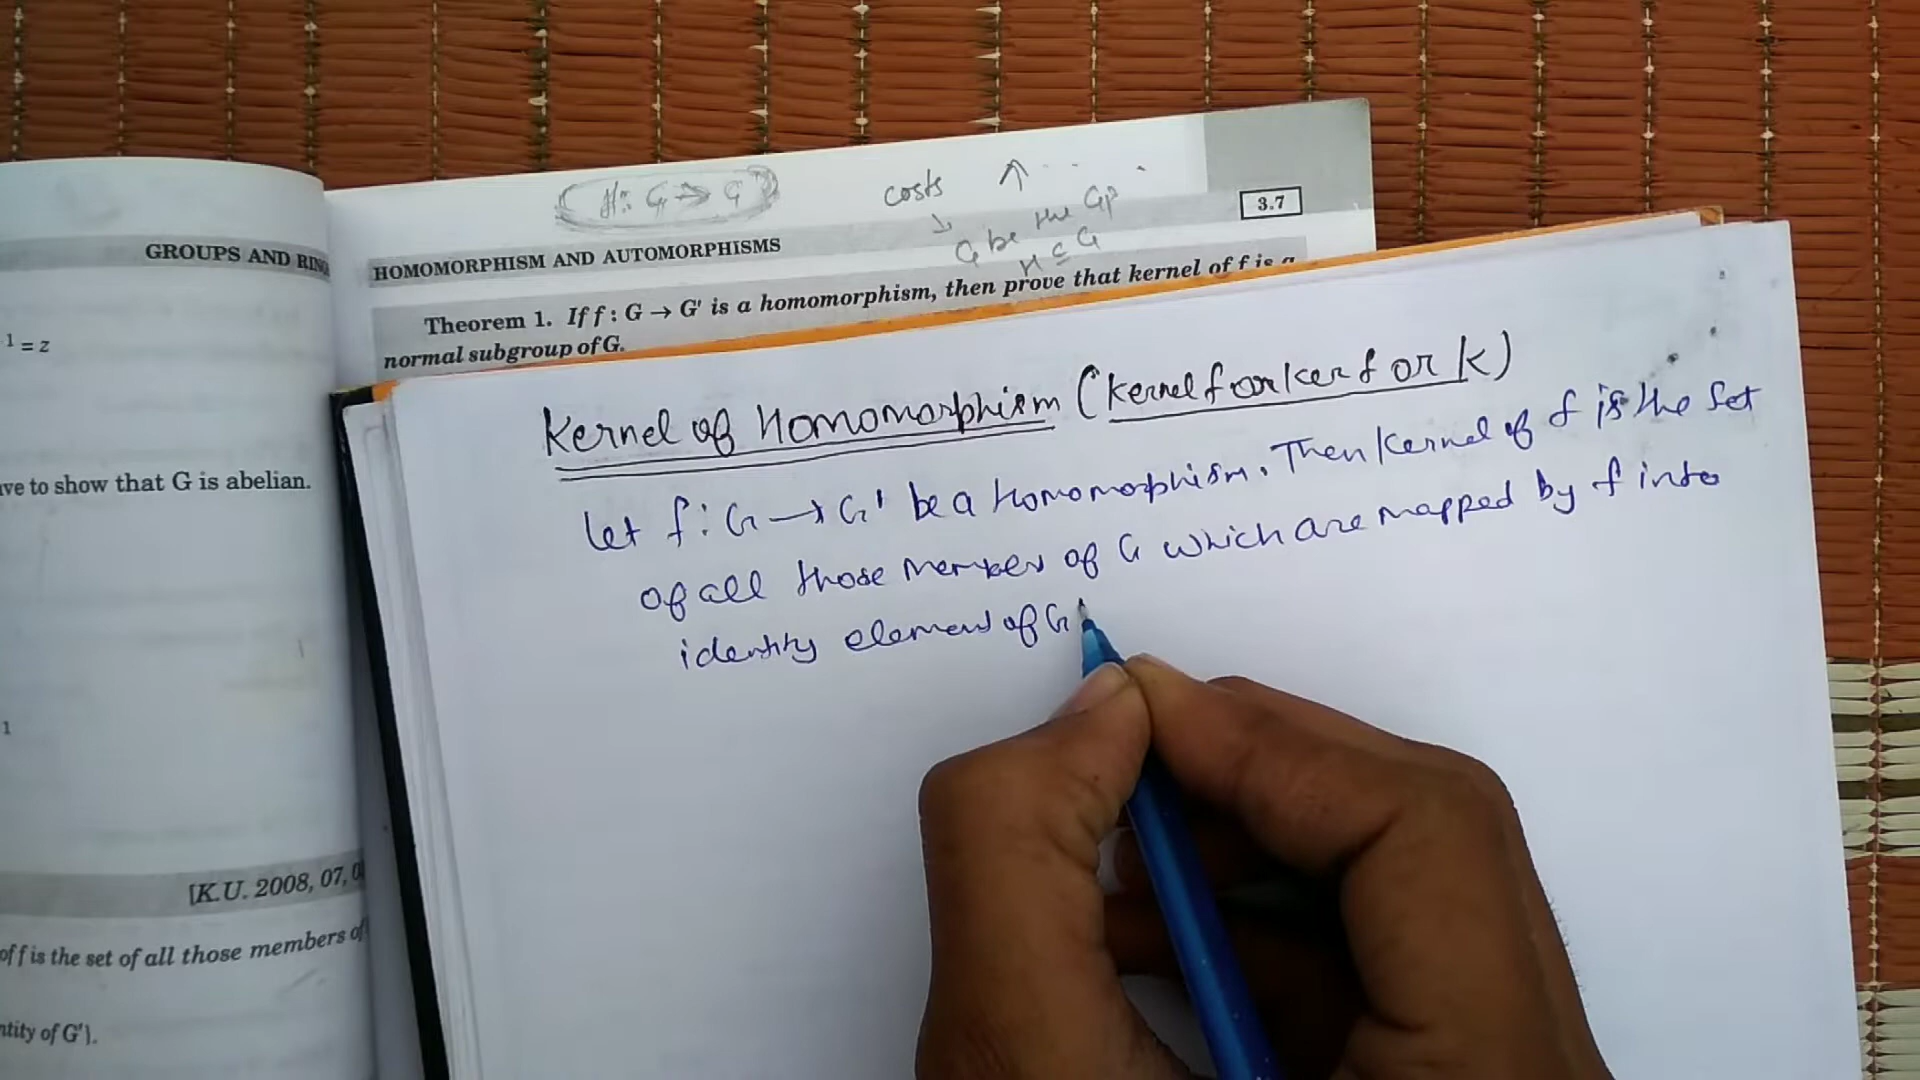 GROUPS AND RIN
1 = z
ve to show that G is abelian.
1
[K.U. 2008, 07, 0
of f is the set of all those members of
ntity of G'}.
H: G → G
costs ↑ ...
↘ G be the GP
H ⊆ G
3.7
HOMOMORPHISM AND AUTOMORPHISMS
Theorem 1. If f : G → G' is a homomorphism, then prove that kernel of f is a
normal subgroup of G.
Kernel of Homomorphism (Kernel f or ker f or K)
Let f : G → G' be a Homomorphism. Then Kernel of f is the set
of all those Member of G which are mapped by f into
identity element of G'